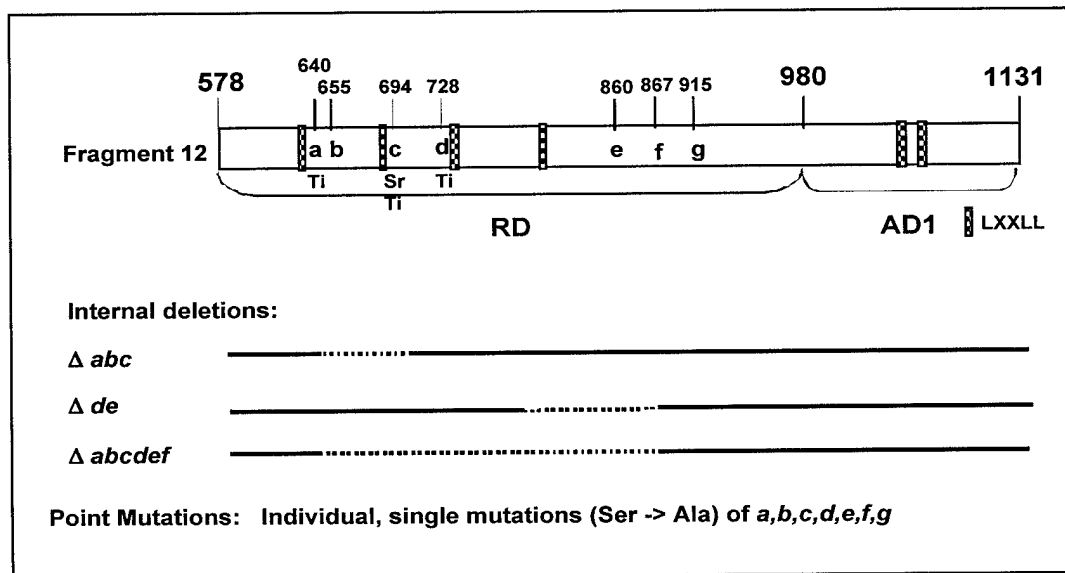 578 640 655 694 728 860 867 915 980 1131
Fragment 12 a b c d e f g
Ti Sr Ti
Ti
RD AD1 LXXLL
Internal deletions:
Δ abc
Δ de
Δ abcdef
Point Mutations: Individual, single mutations (Ser -> Ala) of a,b,c,d,e,f,g